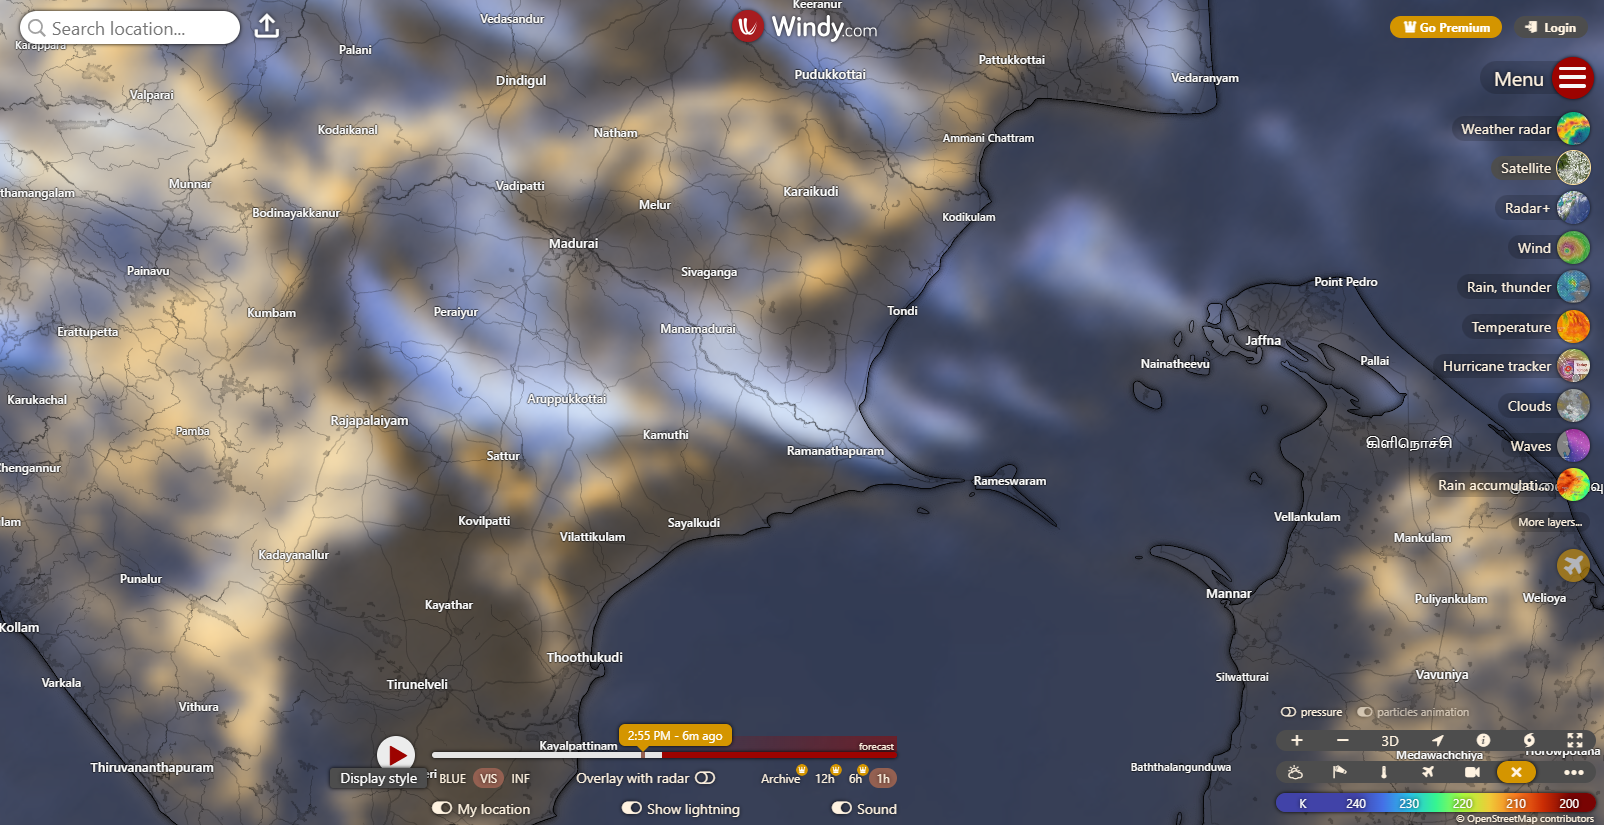 Search location...
Windy.com
Go Premium
Login
Menu
Weather radar
Satellite
Radar+
Wind
Rain, thunder
Temperature
Hurricane tracker
Clouds
Waves
Rain accumulati...
More layers...
Keeranur
Vedasandur
Karappara
Palani
Pattukkottai
Dindigul
Pudukkottai
Vedaranyam
Valparai
Kodaikanal
Natham
Ammani Chattram
Munnar
Vadipatti
Karaikudi
thamangalam
Melur
Bodinayakkanur
Kodikulam
Madurai
Painavu
Sivaganga
Point Pedro
Kumbam
Peraiyur
Tondi
Erattupetta
Manamadurai
Jaffna
Nainatheevu
Pallai
Karukachal
Aruppukkottai
Rajapalaiyam
Pamba
Kamuthi
கிளிநொச்சி
Sattur
Ramanathapuram
Chengannur
Rameswaram
Kovilpatti
Sayalkudi
Vellankulam
lam
Vilattikulam
Mankulam
Kadayanallur
Punalur
Mannar
Puliyankulam
Welioya
Kayathar
Kollam
Thoothukudi
Vavuniya
Silwatturai
Varkala
Tirunelveli
Vithura
Kayalpattinam
Thiruvananthapuram
Baththalangunduwa
Medawachchiya
Horowpotana
2:55 PM - 6m ago
forecast
Display style
eri
BLUE VIS INF
Overlay with radar
Archive 12h 6h 1h
My location
Show lightning
Sound
pressure
particles animation
+ − 3D
K 240 230 220 210 200
© OpenStreetMap contributors